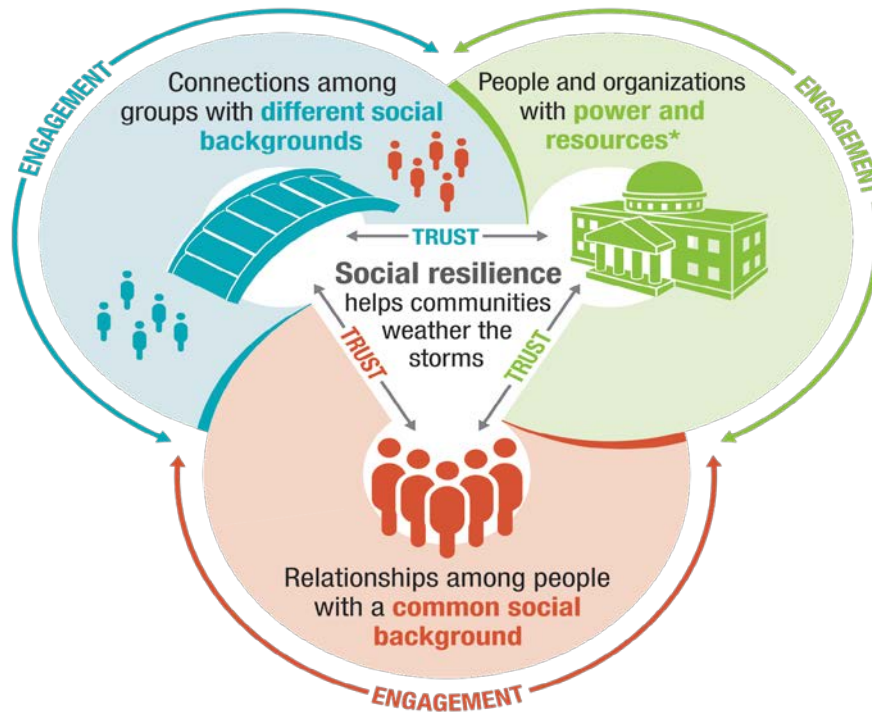 ENGAGEMENT
Connections among
groups with different social
backgrounds
People and organizations
with power and
resources*
ENGAGEMENT
TRUST
Social resilience
helps communities
weather the
storms
TRUST
TRUST
Relationships among people
with a common social
background
ENGAGEMENT